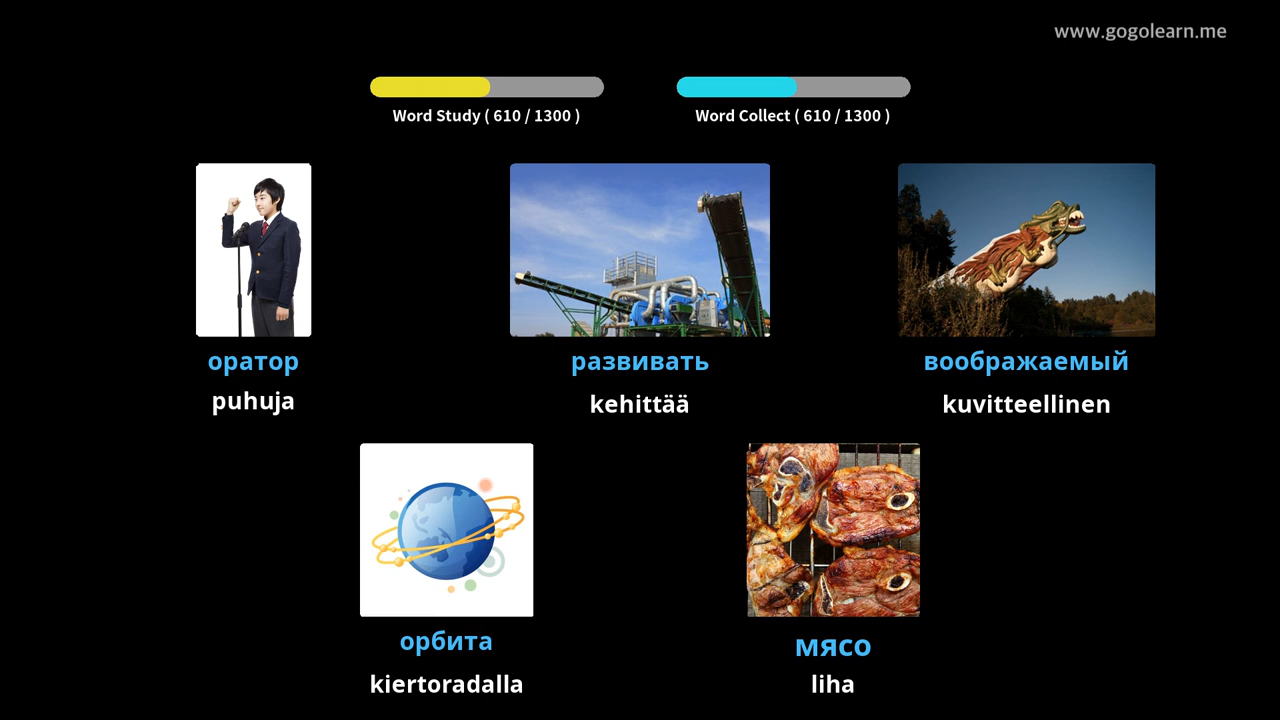 www.gogolearn.me
Word Study ( 610 / 1300 )
Word Collect ( 610 / 1300 )
оратор
puhuja
развивать
kehittää
воображаемый
kuvitteellinen
орбита
kiertoradalla
мясо
liha